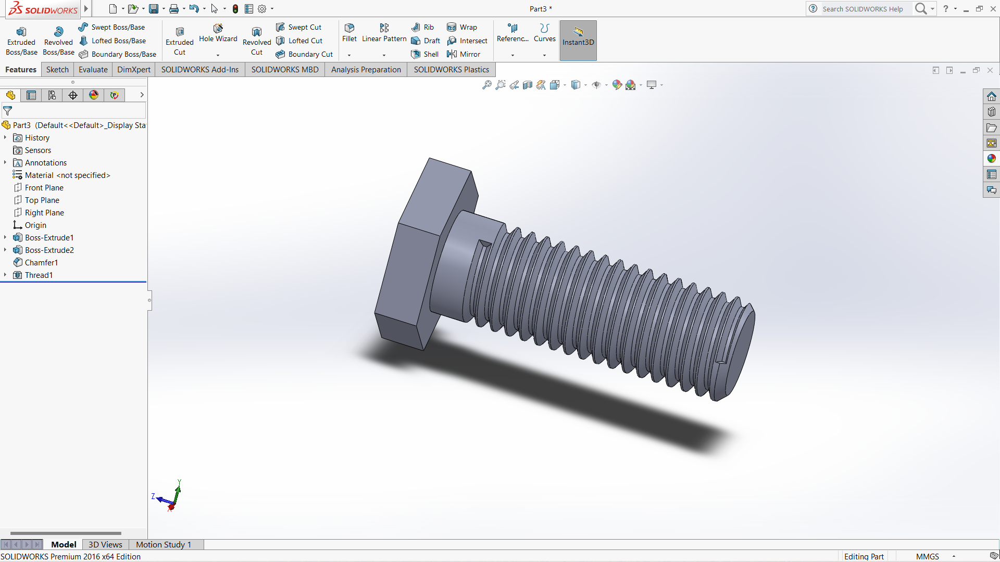 SOLIDWORKS
Part3 *
Search SOLIDWORKS Help
Extruded Boss/Base
Revolved Boss/Base
Swept Boss/Base
Lofted Boss/Base
Boundary Boss/Base
Extruded Cut
Hole Wizard
Revolved Cut
Swept Cut
Lofted Cut
Boundary Cut
Fillet
Linear Pattern
Rib
Draft
Shell
Wrap
Intersect
Mirror
Referenc...
Curves
Instant3D
Features
Sketch
Evaluate
DimXpert
SOLIDWORKS Add-Ins
SOLIDWORKS MBD
Analysis Preparation
SOLIDWORKS Plastics
Part3 (Default<<Default>_Display Sta
History
Sensors
Annotations
Material <not specified>
Front Plane
Top Plane
Right Plane
Origin
Boss-Extrude1
Boss-Extrude2
Chamfer1
Thread1
Y
Z
X
Model
3D Views
Motion Study 1
SOLIDWORKS Premium 2016 x64 Edition
Editing Part
MMGS